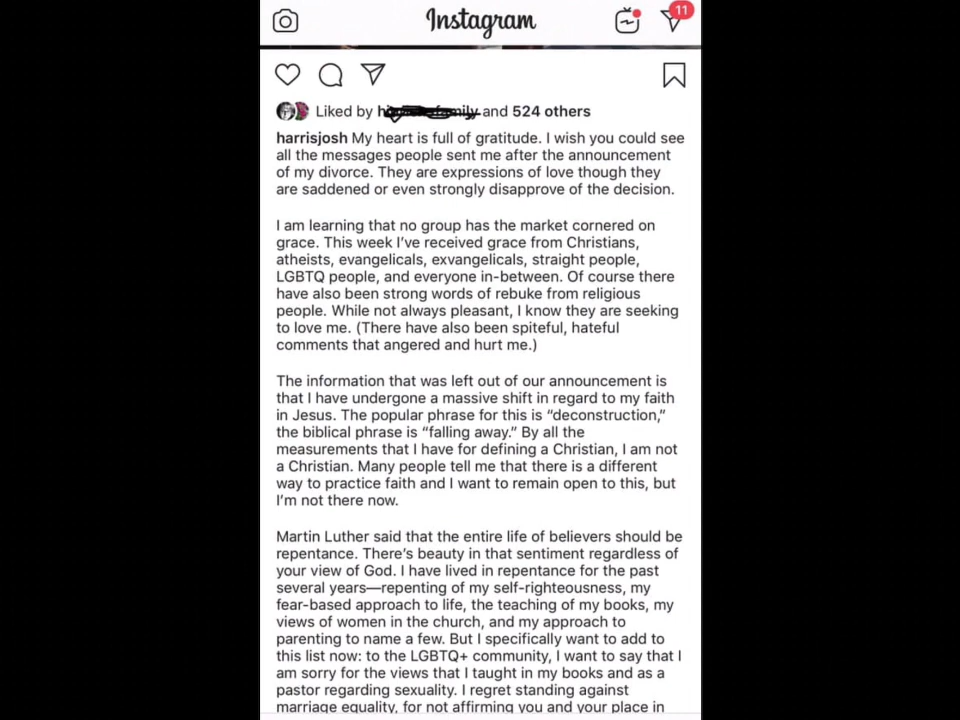 Instagram
11
Liked by and 524 others
harrisjosh My heart is full of gratitude. I wish you could see
all the messages people sent me after the announcement
of my divorce. They are expressions of love though they
are saddened or even strongly disapprove of the decision.
I am learning that no group has the market cornered on
grace. This week I've received grace from Christians,
atheists, evangelicals, exvangelicals, straight people,
LGBTQ people, and everyone in-between. Of course there
have also been strong words of rebuke from religious
people. While not always pleasant, I know they are seeking
to love me. (There have also been spiteful, hateful
comments that angered and hurt me.)
The information that was left out of our announcement is
that I have undergone a massive shift in regard to my faith
in Jesus. The popular phrase for this is “deconstruction,”
the biblical phrase is “falling away.” By all the
measurements that I have for defining a Christian, I am not
a Christian. Many people tell me that there is a different
way to practice faith and I want to remain open to this, but
I'm not there now.
Martin Luther said that the entire life of believers should be
repentance. There's beauty in that sentiment regardless of
your view of God. I have lived in repentance for the past
several years—repenting of my self-righteousness, my
fear-based approach to life, the teaching of my books, my
views of women in the church, and my approach to
parenting to name a few. But I specifically want to add to
this list now: to the LGBTQ+ community, I want to say that I
am sorry for the views that I taught in my books and as a
pastor regarding sexuality. I regret standing against
marriage equality, for not affirming you and your place in